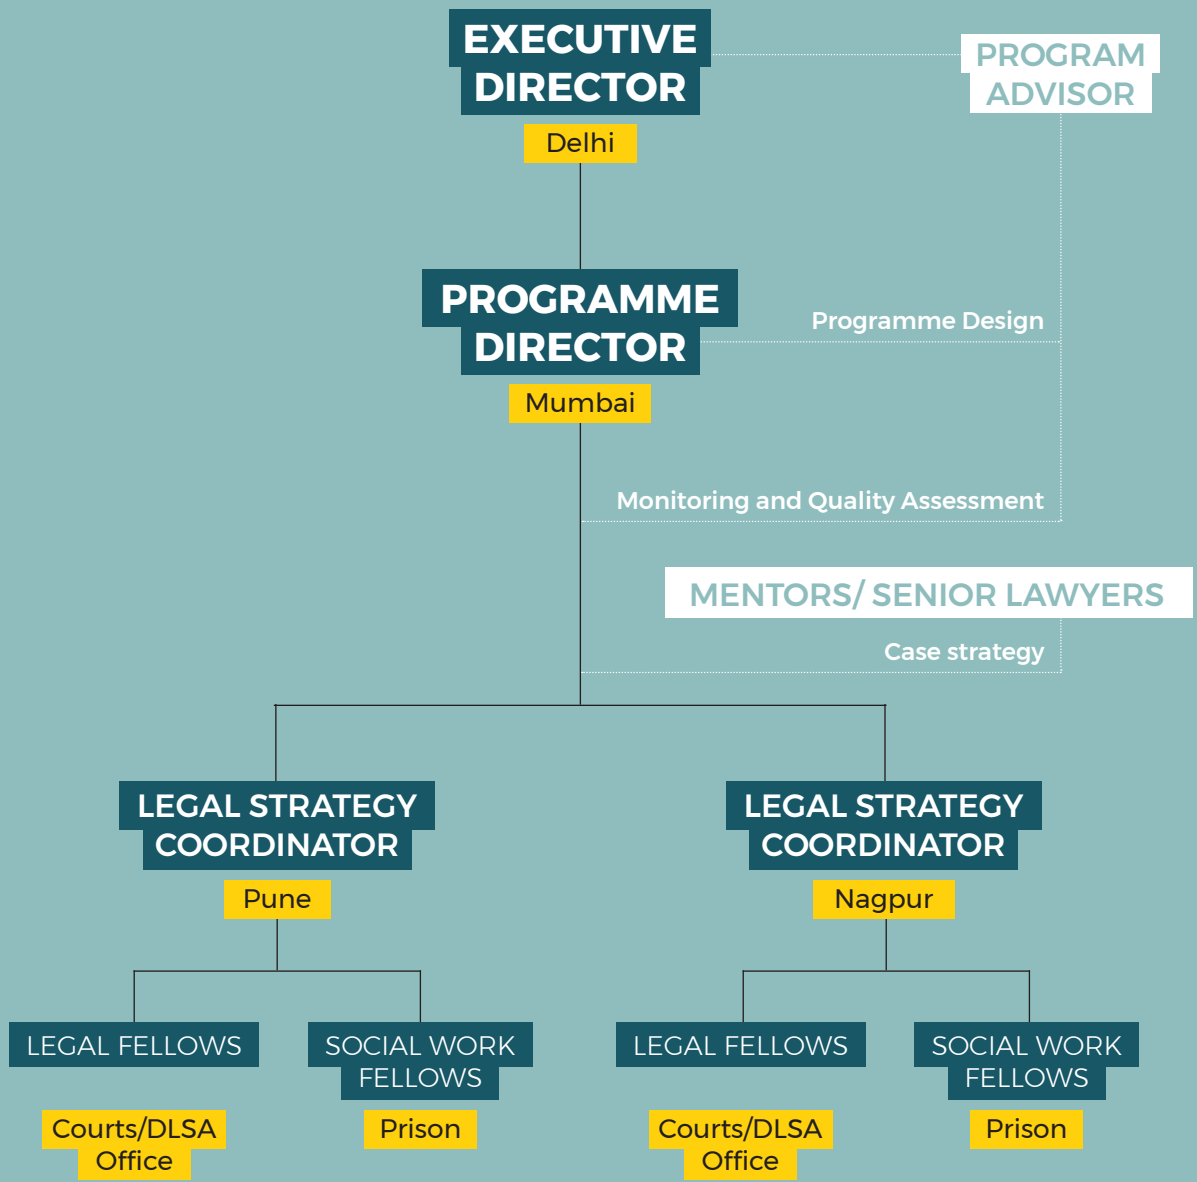 EXECUTIVE
DIRECTOR
Delhi
PROGRAM
ADVISOR
PROGRAMME
DIRECTOR
Mumbai
Programme Design
Monitoring and Quality Assessment
MENTORS/ SENIOR LAWYERS
Case strategy
LEGAL STRATEGY
COORDINATOR
Pune
LEGAL STRATEGY
COORDINATOR
Nagpur
LEGAL FELLOWS
Courts/DLSA
Office
SOCIAL WORK
FELLOWS
Prison
LEGAL FELLOWS
Courts/DLSA
Office
SOCIAL WORK
FELLOWS
Prison